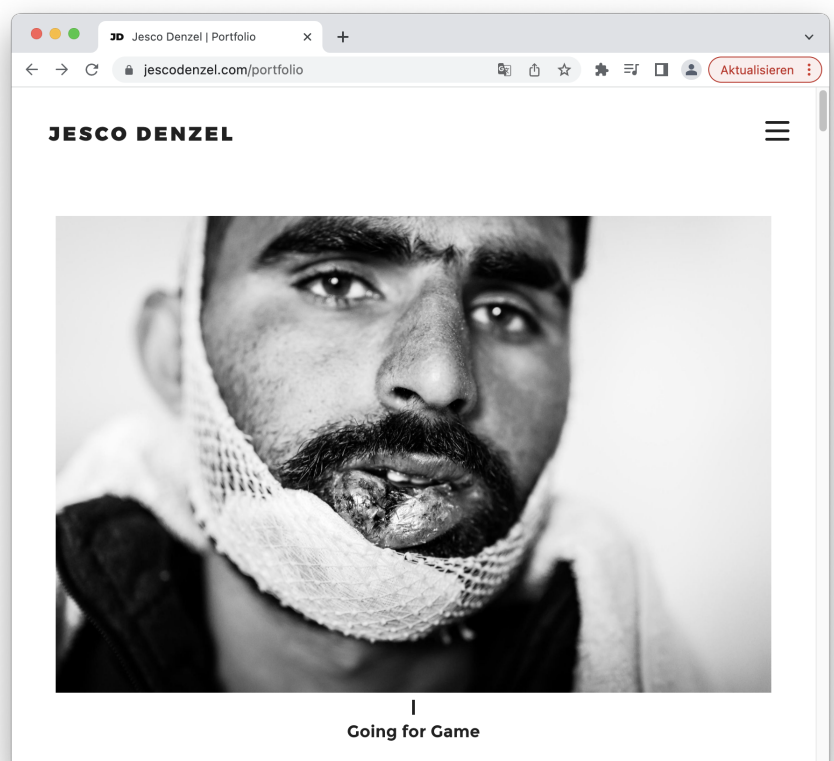 JD Jesco Denzel | Portfolio
jescodenzel.com/portfolio
Aktualisieren
JESCO DENZEL
Going for Game